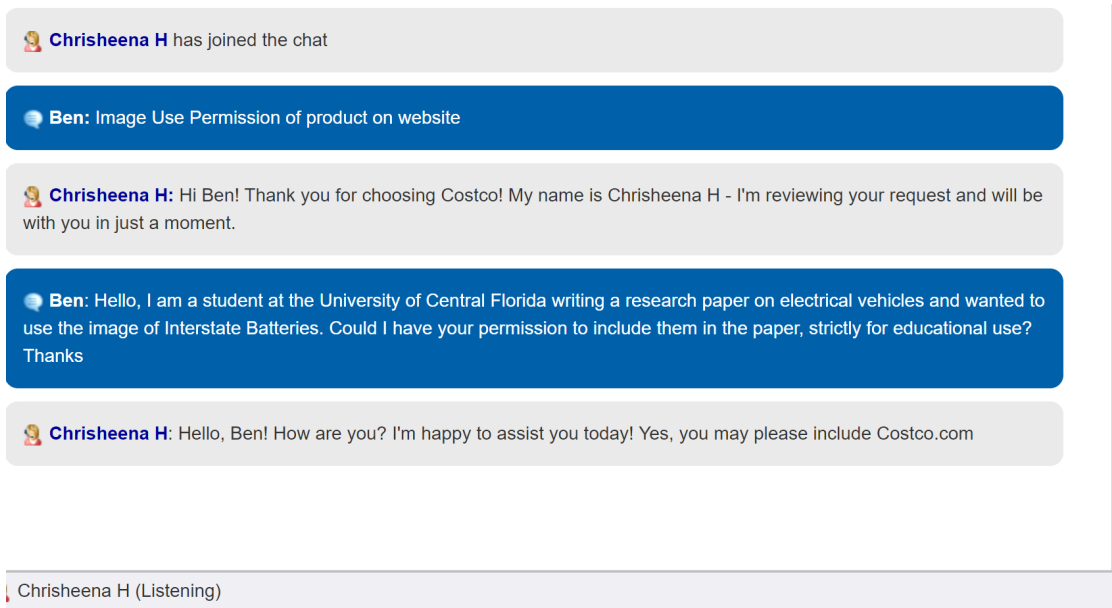 Chrisheena H has joined the chat
Ben: Image Use Permission of product on website
Chrisheena H: Hi Ben! Thank you for choosing Costco! My name is Chrisheena H - I'm reviewing your request and will be
with you in just a moment.
Ben: Hello, I am a student at the University of Central Florida writing a research paper on electrical vehicles and wanted to
use the image of Interstate Batteries. Could I have your permission to include them in the paper, strictly for educational use?
Thanks
Chrisheena H: Hello, Ben! How are you? I'm happy to assist you today! Yes, you may please include Costco.com
Chrisheena H (Listening)